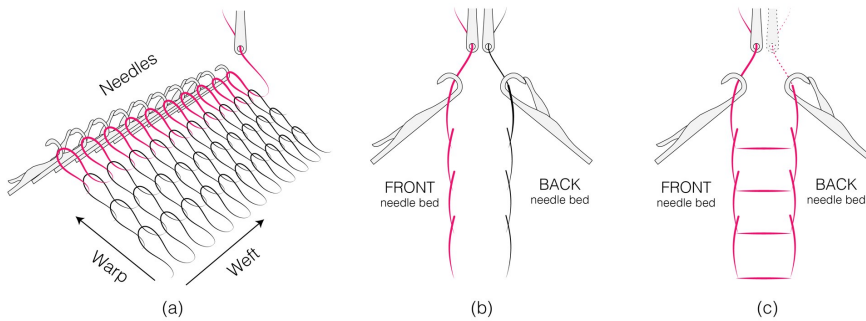 Needles
Warp
Weft
(a)
FRONT
needle bed
BACK
needle bed
(b)
FRONT
needle bed
BACK
needle bed
(c)